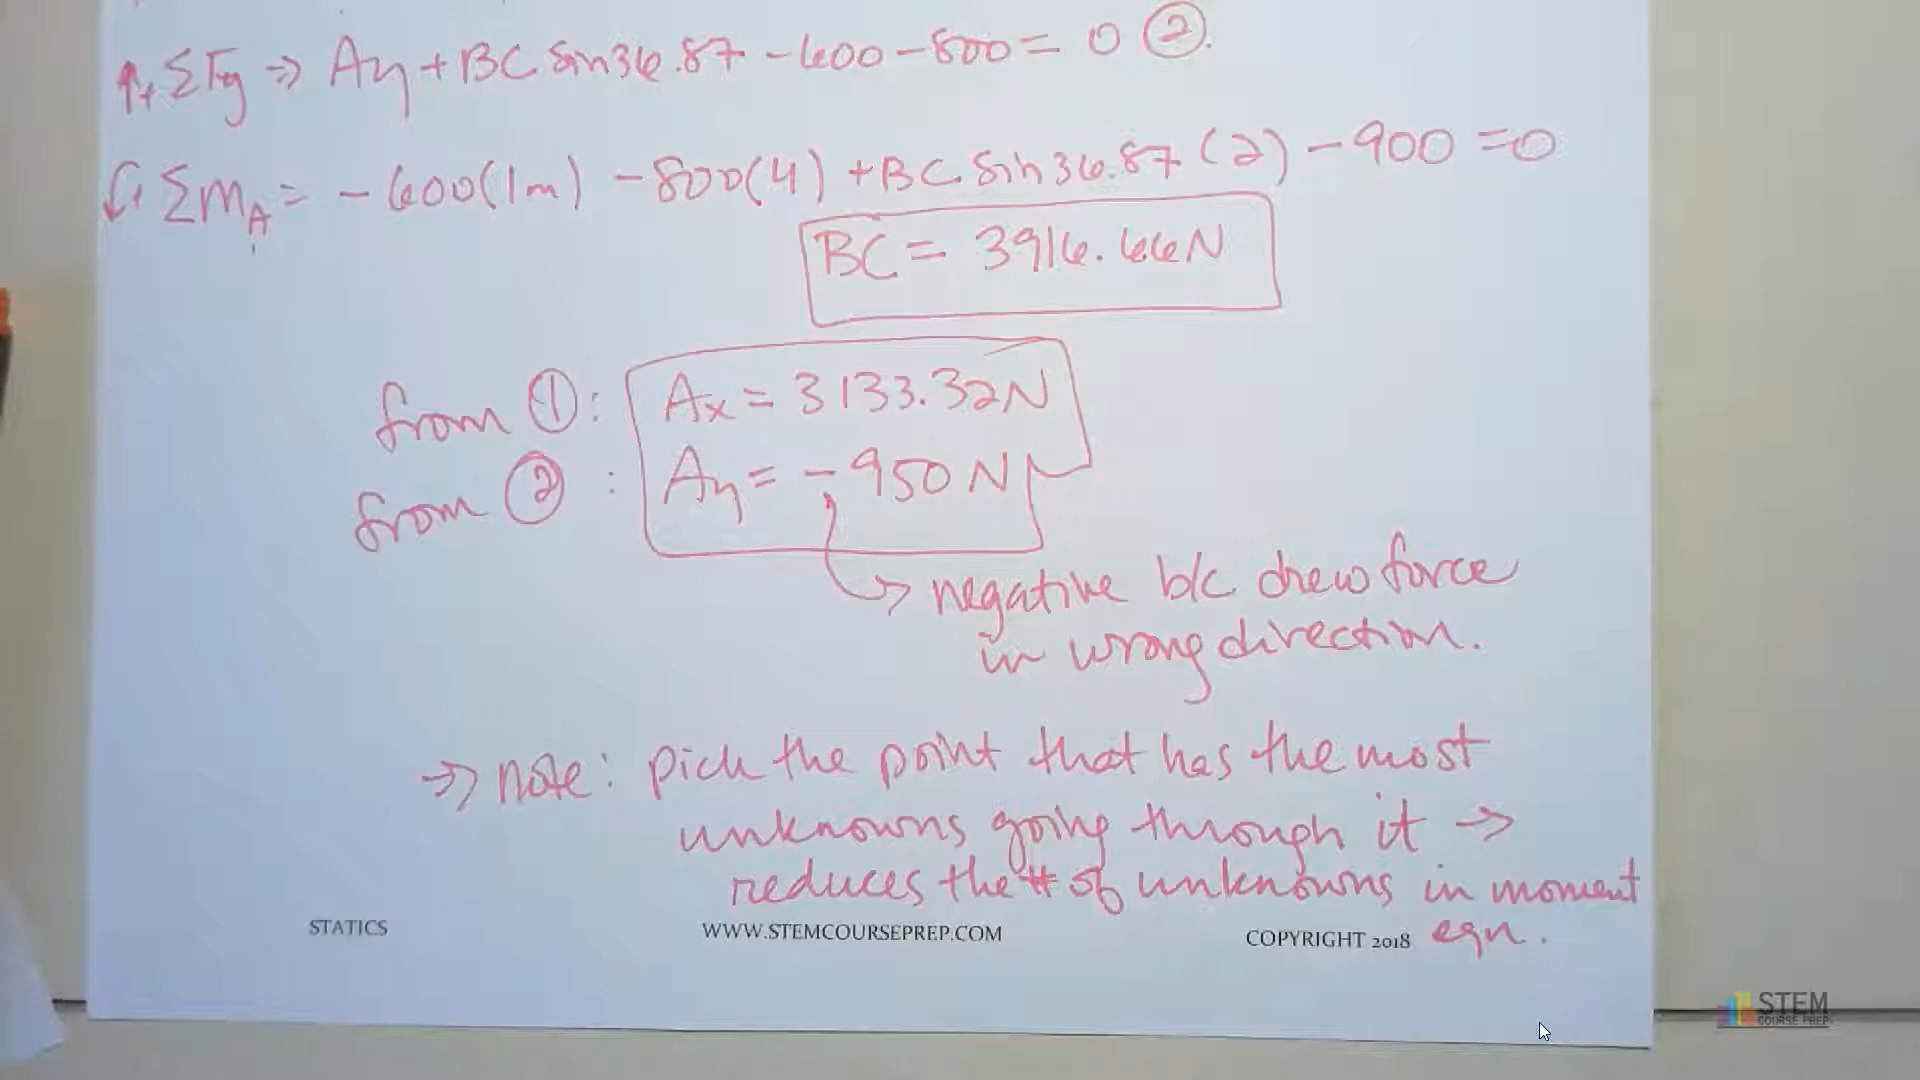 ↑+ ΣFy => Ay + BC sin36.87 - 600 - 800 = 0 ②.
↺+ ΣMA = - 600(1m) - 800(4) + BC sin36.87 (2) - 900 = 0
BC = 3916.66N
from ①: Ax = 3133.32N
from ② : Ay = - 950 N
→ negative b/c drew force
in wrong direction.
=> note: pick the point that has the most
unknowns going through it →
reduces the # of unknowns in moment
eqn.
STATICS WWW.STEMCOURSEPREP.COM COPYRIGHT 2018
STEM
COURSE PREP